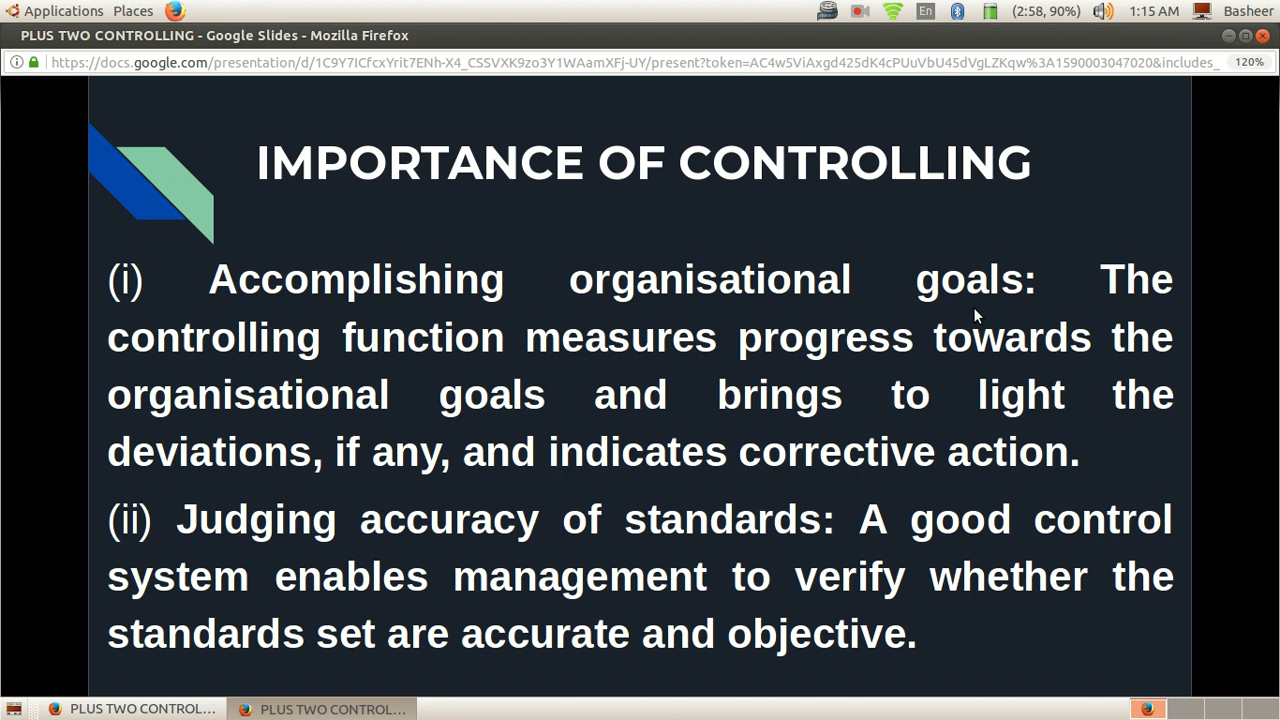 Applications Places En (2:58, 90%) 1:15 AM Basheer
PLUS TWO CONTROLLING - Google Slides - Mozilla Firefox
https://docs.google.com/presentation/d/1C9Y7ICfcxYrit7ENh-X4_CSSVXK9zo3Y1WAamXFj-UY/present?token=AC4w5ViAxgd425dK4cPUuVbU45dVgLZKqw%3A1590003047020&includes_ 120%
IMPORTANCE OF CONTROLLING
(i) Accomplishing organisational goals: The
controlling function measures progress towards the
organisational goals and brings to light the
deviations, if any, and indicates corrective action.
(ii) Judging accuracy of standards: A good control
system enables management to verify whether the
standards set are accurate and objective.
PLUS TWO CONTROL... PLUS TWO CONTROL...